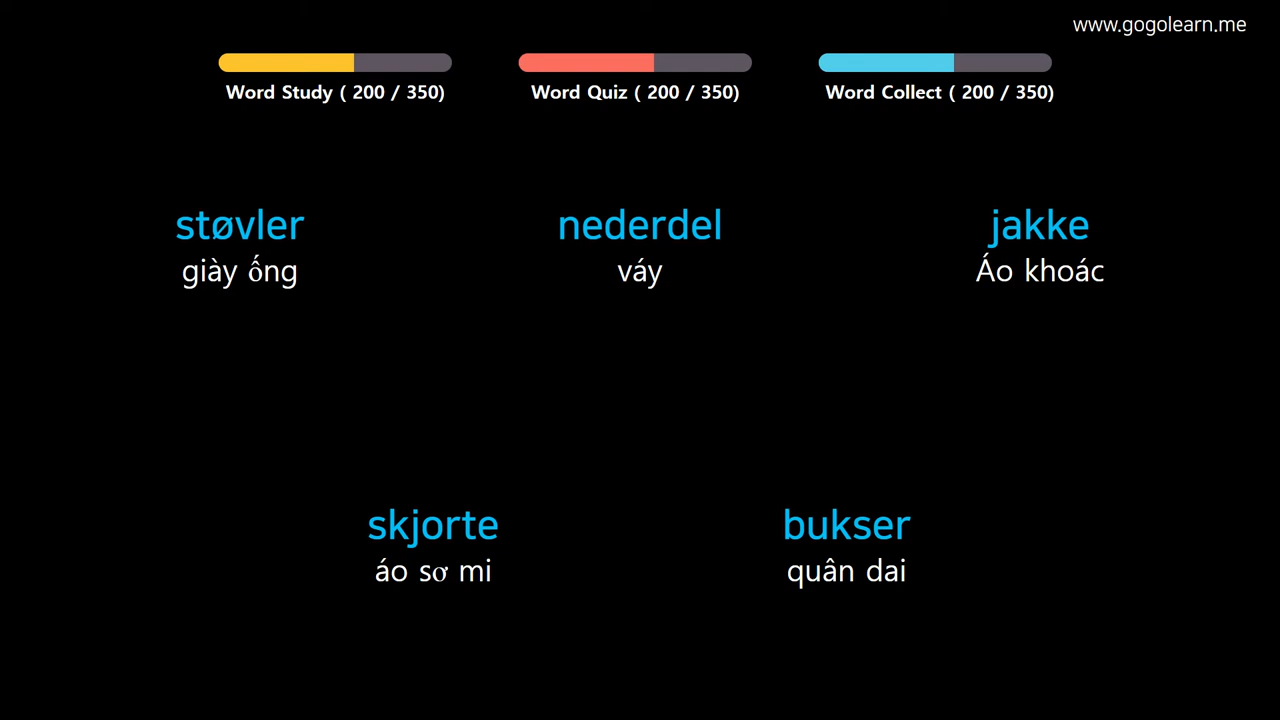 www.gogolearn.me
Word Study ( 200 / 350)
Word Quiz ( 200 / 350)
Word Collect ( 200 / 350)
støvler
giày ống
nederdel
váy
jakke
Áo khoác
skjorte
áo sơ mi
bukser
quân dai